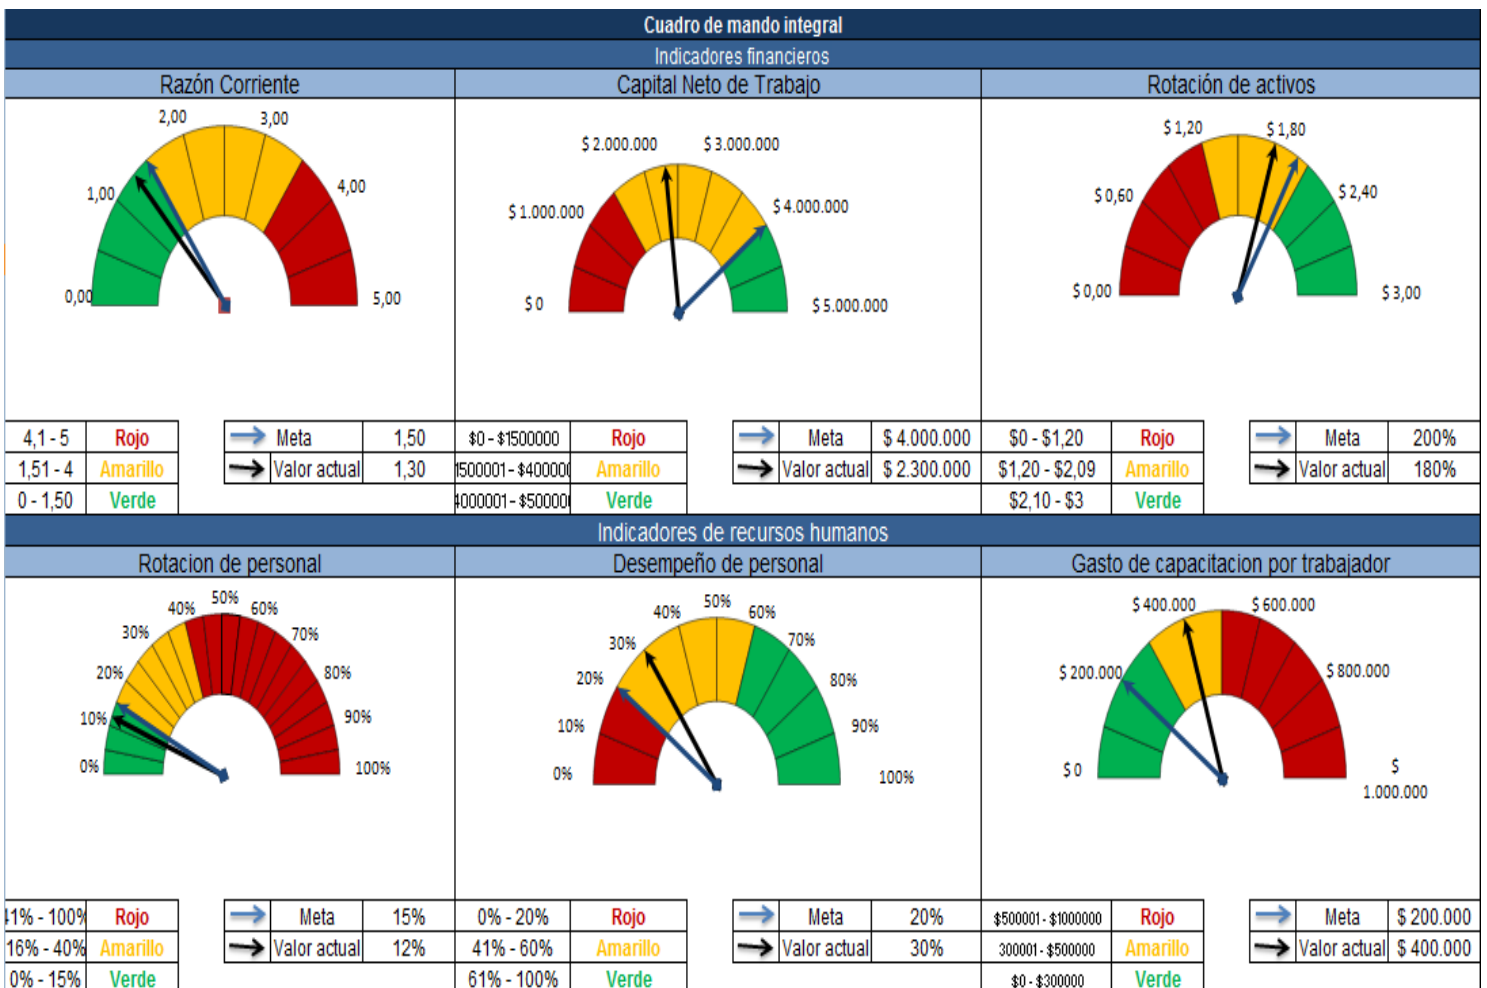 Cuadro de mando integral
Indicadores financieros
Razón Corriente
Capital Neto de Trabajo
Rotación de activos
0,00
1,00
2,00
3,00
4,00
5,00
$ 0
$ 1.000.000
$ 2.000.000
$ 3.000.000
$ 4.000.000
$ 5.000.000
$ 0,00
$ 0,60
$ 1,20
$ 1,80
$ 2,40
$ 3,00
4,1 - 5 Rojo
1,51 - 4 Amarillo
0 - 1,50 Verde
Meta 1,50
Valor actual 1,30
$0 - $1500000 Rojo
1500001 - $400000 Amarillo
4000001 - $500000 Verde
Meta $ 4.000.000
Valor actual $ 2.300.000
$0 - $1,20 Rojo
$1,20 - $2,09 Amarillo
$2,10 - $3 Verde
Meta 200%
Valor actual 180%
Indicadores de recursos humanos
Rotacion de personal
Desempeño de personal
Gasto de capacitacion por trabajador
0%
10%
20%
30%
40%
50%
60%
70%
80%
90%
100%
0%
10%
20%
30%
40%
50%
60%
70%
80%
90%
100%
$ 0
$ 200.000
$ 400.000
$ 600.000
$ 800.000
$
1.000.000
41% - 100% Rojo
16% - 40% Amarillo
0% - 15% Verde
Meta 15%
Valor actual 12%
0% - 20% Rojo
41% - 60% Amarillo
61% - 100% Verde
Meta 20%
Valor actual 30%
$500001 - $1000000 Rojo
300001 - $500000 Amarillo
$0 - $300000 Verde
Meta $ 200.000
Valor actual $ 400.000